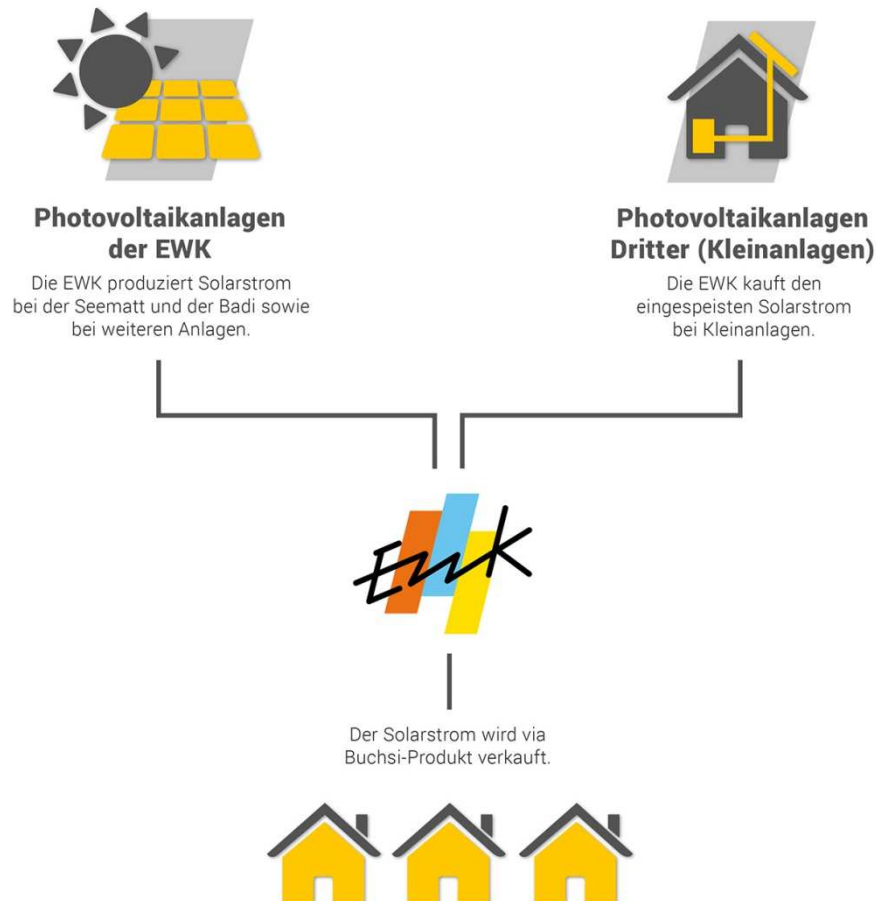 Photovoltaikanlagen
der EWK
Die EWK produziert Solarstrom
bei der Seematt und der Badi sowie
bei weiteren Anlagen.
Photovoltaikanlagen
Dritter (Kleinanlagen)
Die EWK kauft den
eingespeisten Solarstrom
bei Kleinanlagen.
EWK
Der Solarstrom wird via
Buchsi-Produkt verkauft.